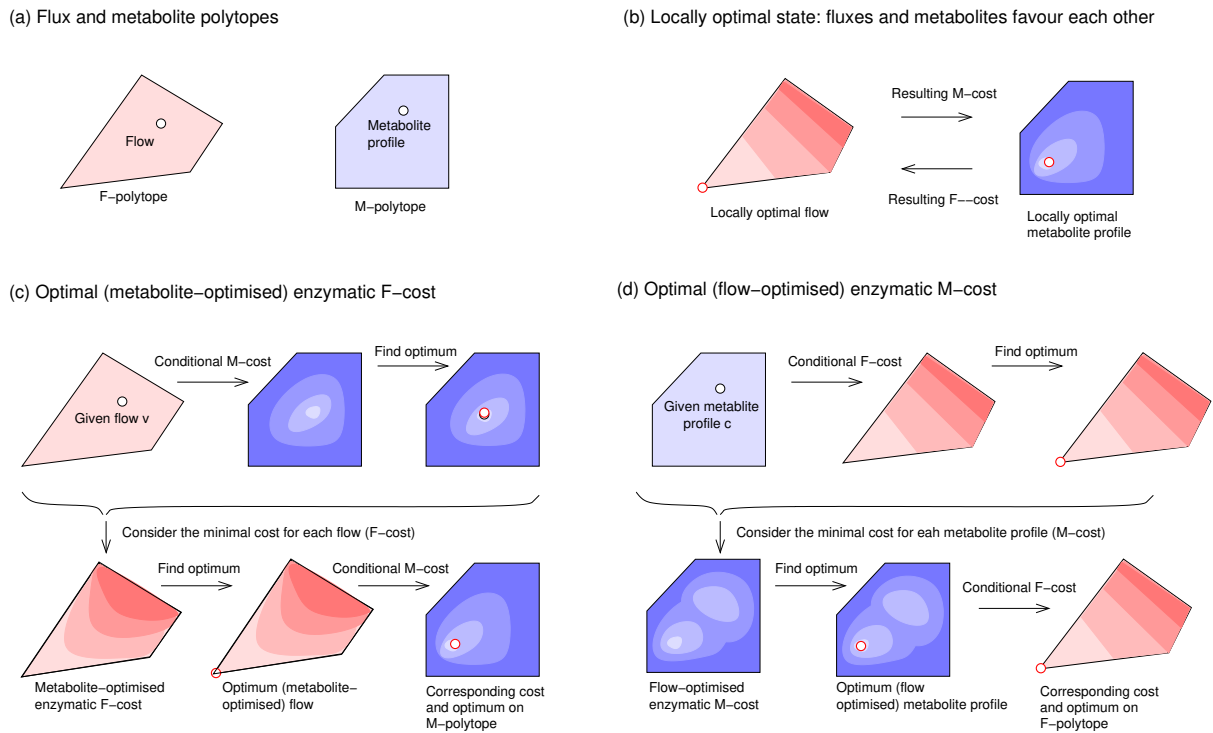 (a) Flux and metabolite polytopes
Flow
F−polytope
Metabolite
profile
M−polytope
(b) Locally optimal state: fluxes and metabolites favour each other
Resulting M−cost
Resulting F−−cost
Locally optimal flow
Locally optimal
metabolite profile
(c) Optimal (metabolite−optimised) enzymatic F−cost
Given flow v
Conditional M−cost
Find optimum
Consider the minimal cost for each flow (F−cost)
Find optimum
Conditional M−cost
Metabolite−optimised
enzymatic F−cost
Optimum (metabolite−
optimised) flow
Corresponding cost
and optimum on
M−polytope
(d) Optimal (flow−optimised) enzymatic M−cost
Given metablite
profile c
Conditional F−cost
Find optimum
Consider the minimal cost for eah metabolite profile (M−cost)
Find optimum
Conditional F−cost
Flow−optimised
enzymatic M−cost
Optimum (flow
optimised) metabolite profile
Corresponding cost
and optimum on
F−polytope